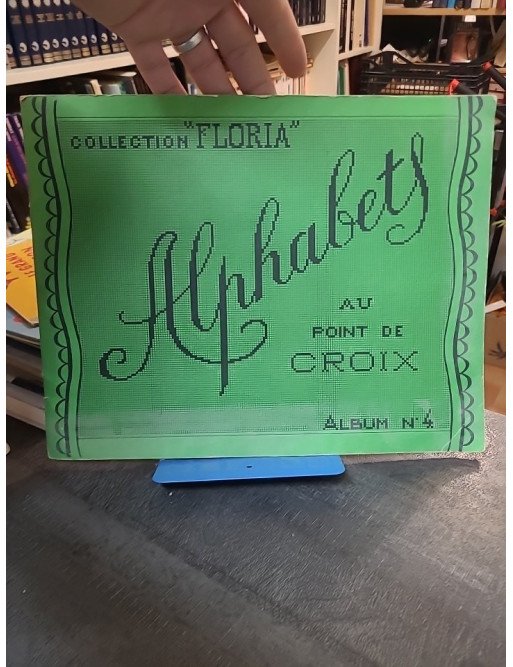 COLLECTION "FLORIA"
Alphabets
AU
POINT DE
CROIX
ALBUM N°4